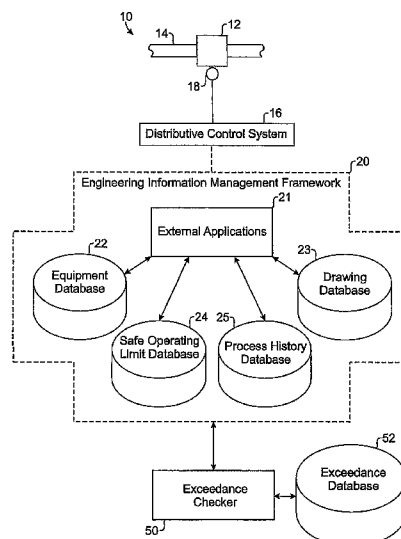 10
12
14
18
16
Distributive Control System
20
Engineering Information Management Framework
21
External Applications
22
Equipment
Database
23
Drawing
Database
24
Safe Operating
Limit Database
25
Process History
Database
52
Exceedance
Database
Exceedance
Checker
50